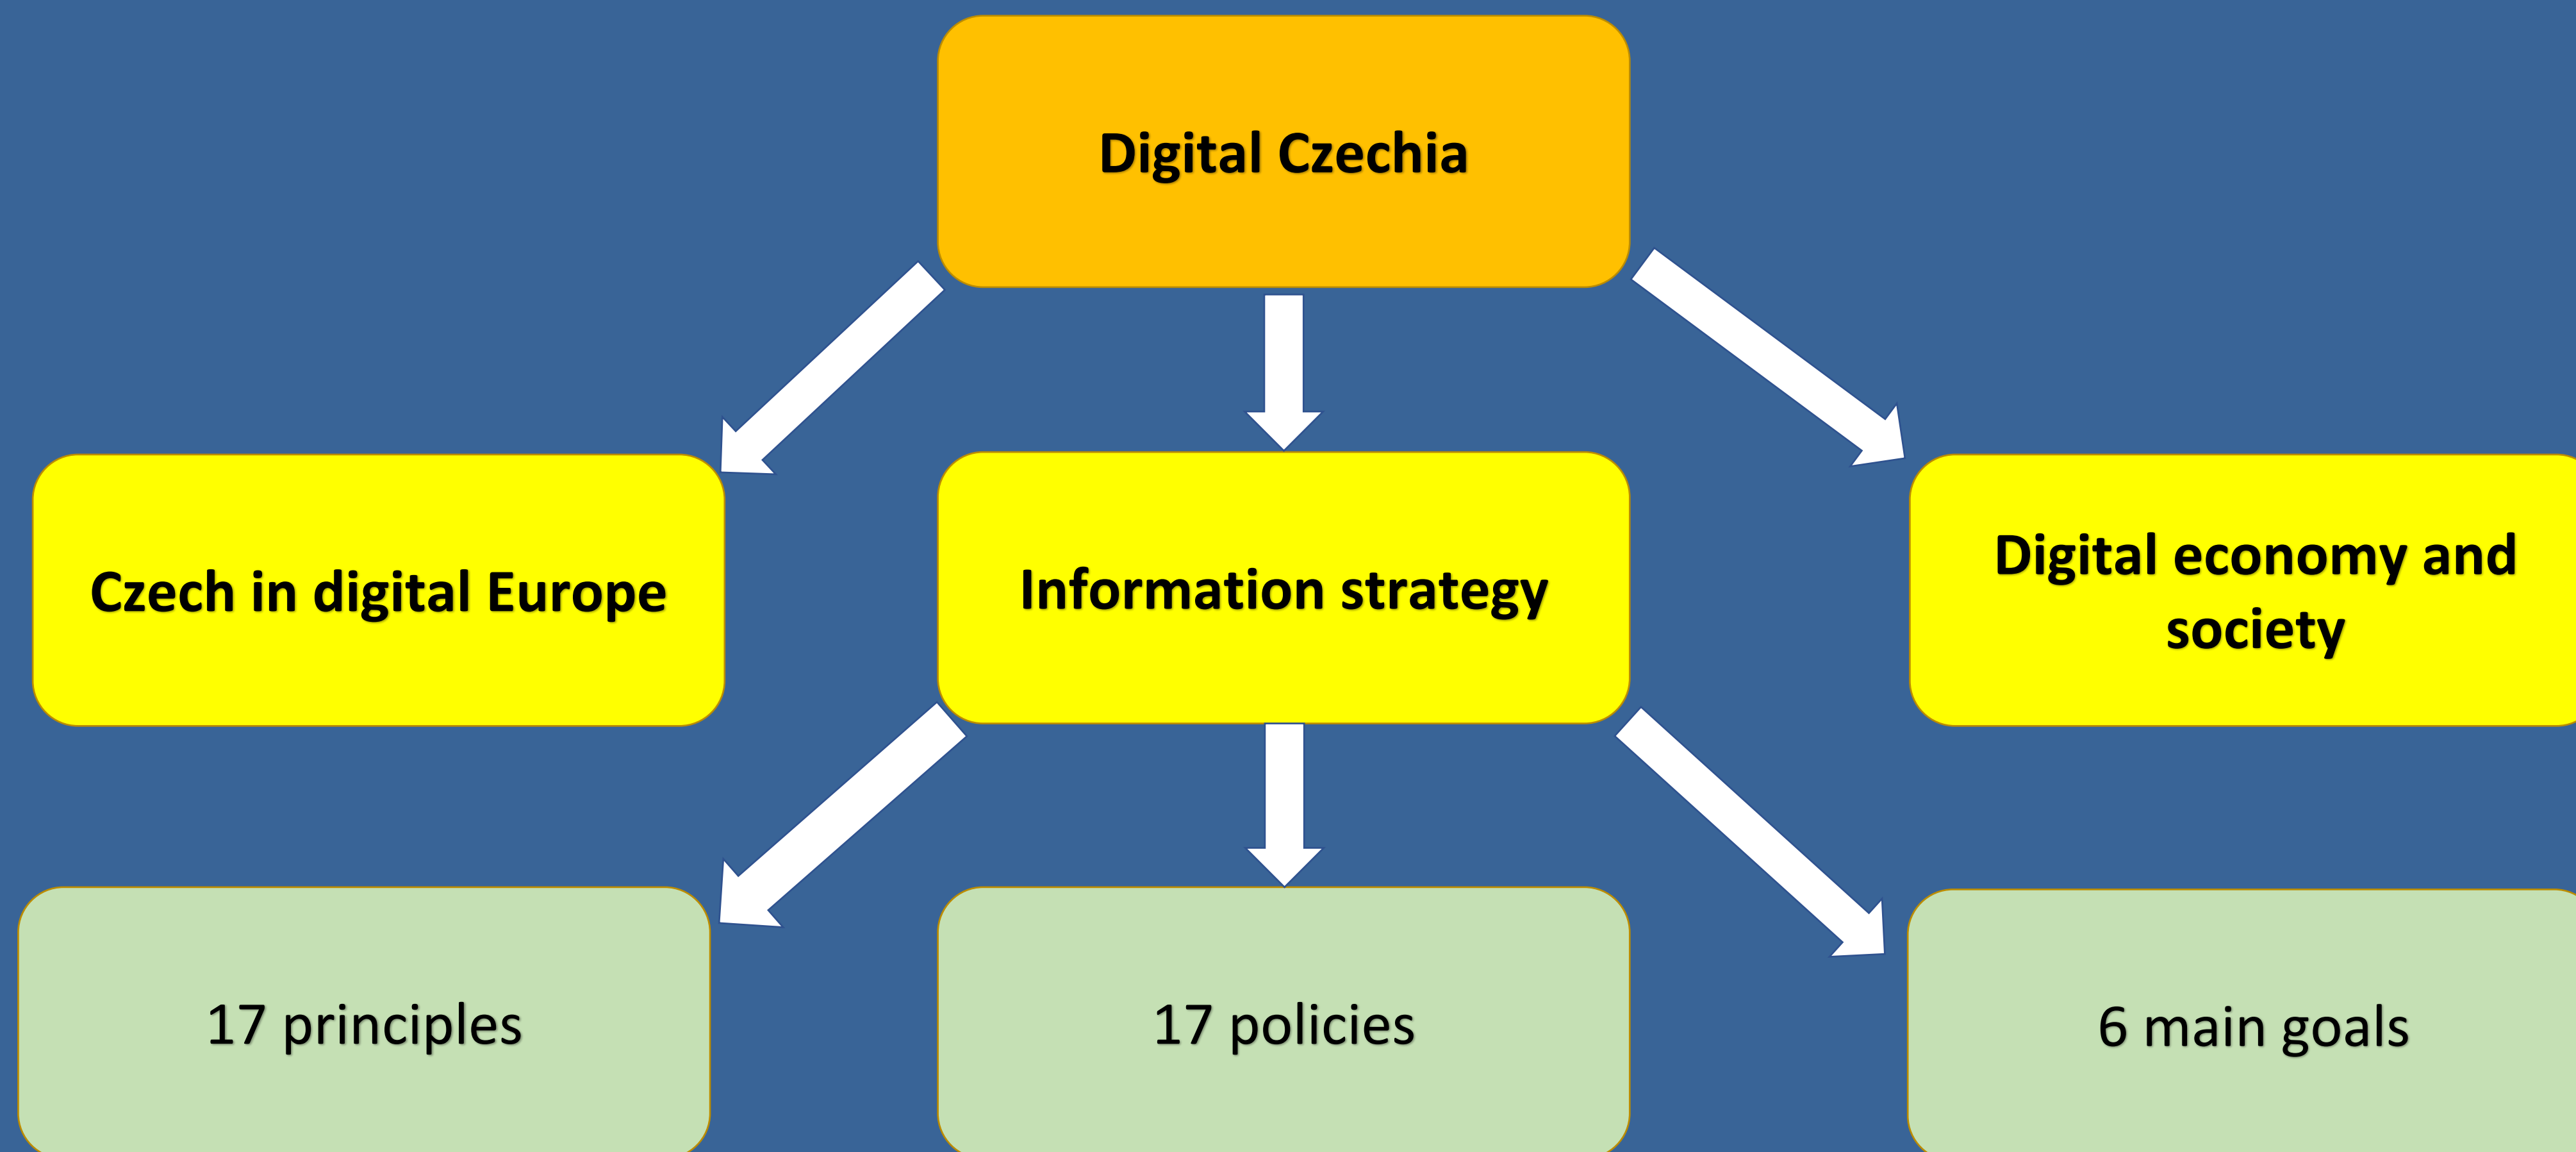 Digital Czechia
Czech in digital Europe
Information strategy
Digital economy and
society
17 principles
17 policies
6 main goals